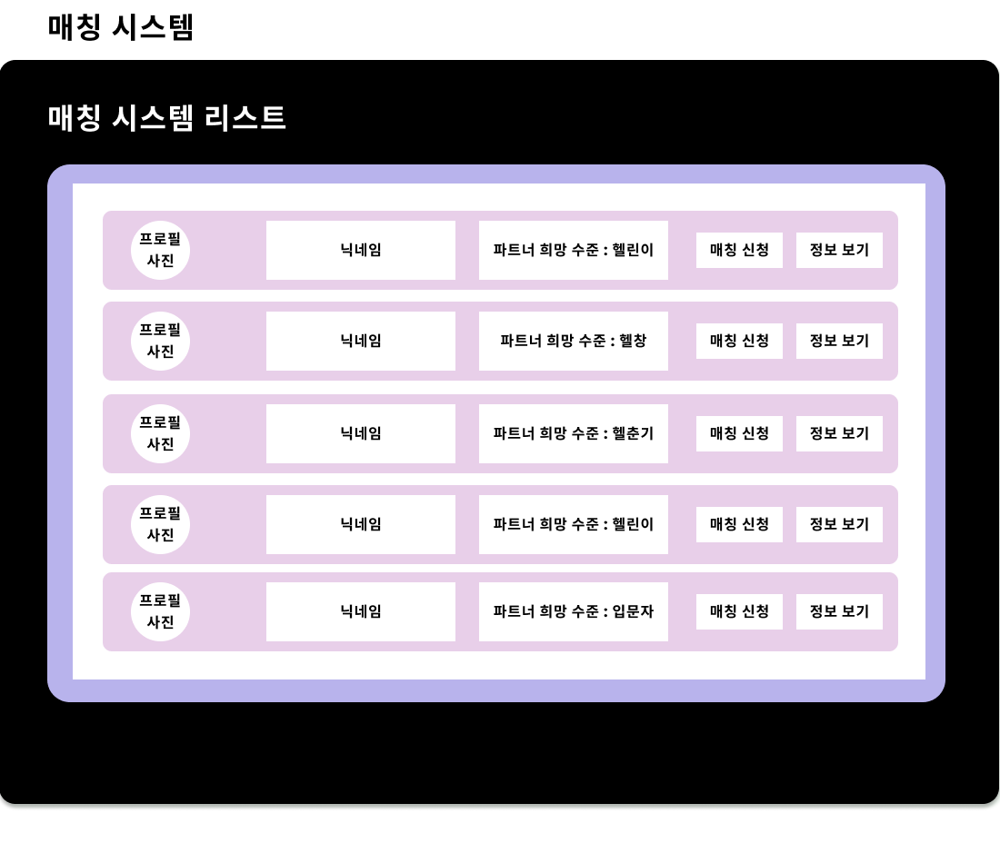 매칭 시스템
매칭 시스템 리스트
프로필
사진
닉네임
파트너 희망 수준 : 헬린이
매칭 신청
정보 보기
프로필
사진
닉네임
파트너 희망 수준 : 헬창
매칭 신청
정보 보기
프로필
사진
닉네임
파트너 희망 수준 : 헬춘기
매칭 신청
정보 보기
프로필
사진
닉네임
파트너 희망 수준 : 헬린이
매칭 신청
정보 보기
프로필
사진
닉네임
파트너 희망 수준 : 입문자
매칭 신청
정보 보기